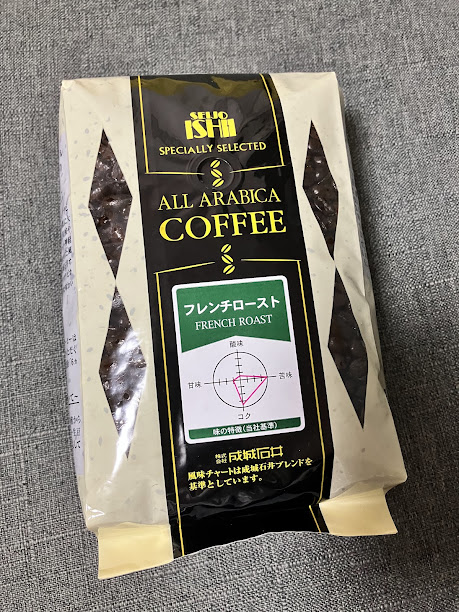 SEIJO
ISHII
SPECIALLY SELECTED
ALL ARABICA
COFFEE
フレンチロースト
FRENCH ROAST
酸味
甘味
苦味
コク
味の特徴(当社基準)
株式会社 成城石井
風味チャートは成城石井ブレンドを
基準としています。